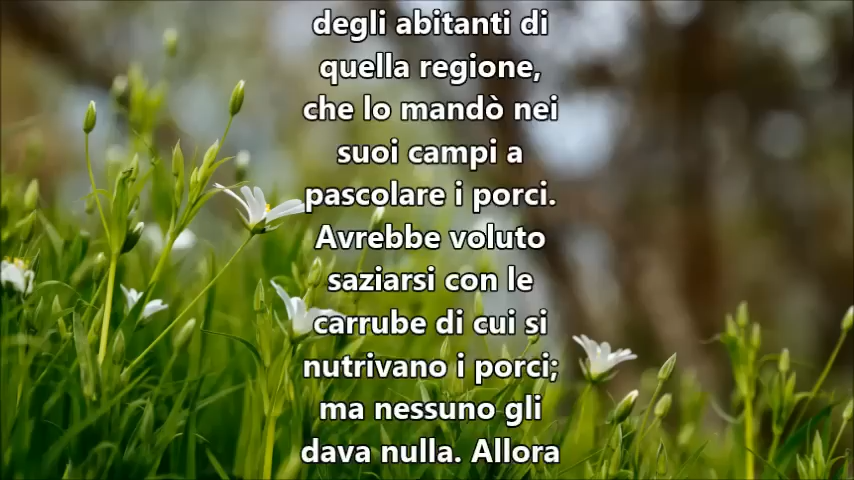 degli abitanti di
quella regione,
che lo mandò nei
suoi campi a
pascolare i porci.
Avrebbe voluto
saziarsi con le
carrube di cui si
nutrivano i porci;
ma nessuno gli
dava nulla. Allora